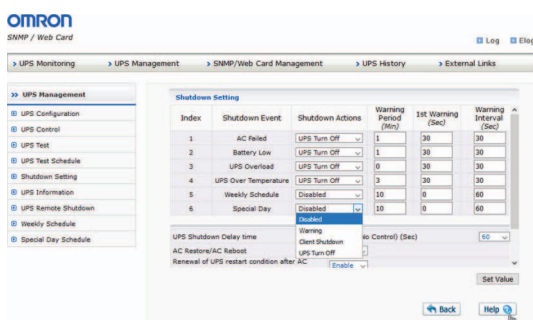 OMRON
SNMP / Web Card
Log Elog
UPS Monitoring UPS Management SNMP/Web Card Management UPS History External Links
UPS Management
UPS Configuration
UPS Control
UPS Test
UPS Test Schedule
Shutdown Setting
UPS Information
UPS Remote Shutdown
Weekly Schedule
Special Day Schedule
Shutdown Setting
Index Shutdown Event Shutdown Actions Warning Period (Min) 1st Warning (Sec) Warning Interval (Sec)
1 AC Failed UPS Turn Off 1 30 30
2 Battery Low UPS Turn Off 1 30 30
3 UPS Overload UPS Turn Off 0 30 30
4 UPS Over Temperature UPS Turn Off 3 30 30
5 Weekly Schedule Disabled 10 0 60
6 Special Day Disabled 10 0 60
Disabled
Warning
Client Shutdown
UPS Turn Off
UPS Shutdown Delay time Control) (Sec) 60
AC Restore/AC Reboot
Renewal of UPS restart condition after AC Enable
Set Value
Back Help